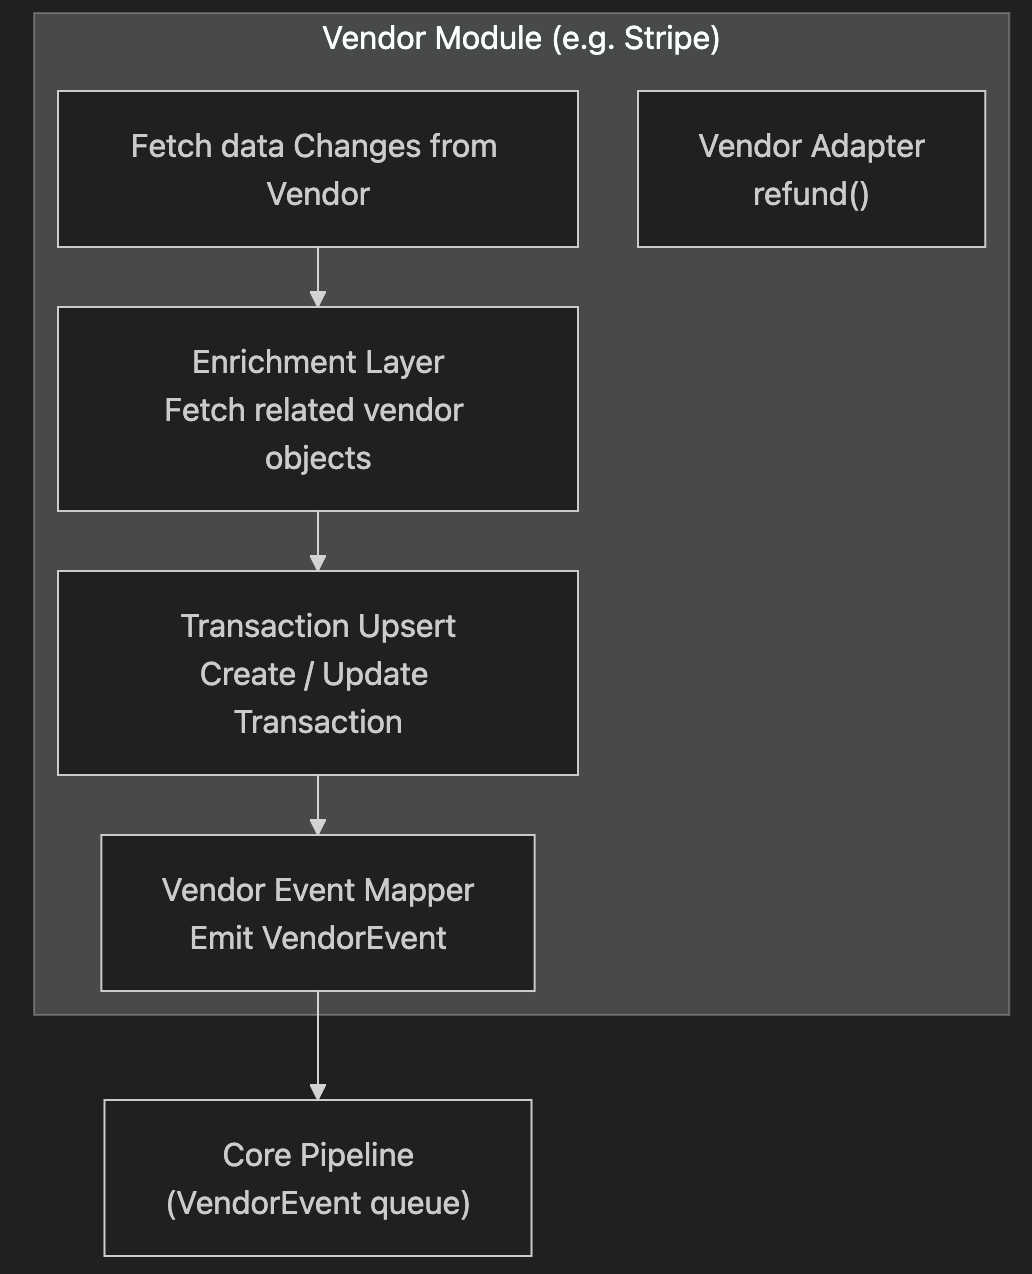 Vendor Module (e.g. Stripe)
Fetch data Changes from
Vendor
Vendor Adapter
refund()
Enrichment Layer
Fetch related vendor
objects
Transaction Upsert
Create / Update
Transaction
Vendor Event Mapper
Emit VendorEvent
Core Pipeline
(VendorEvent queue)